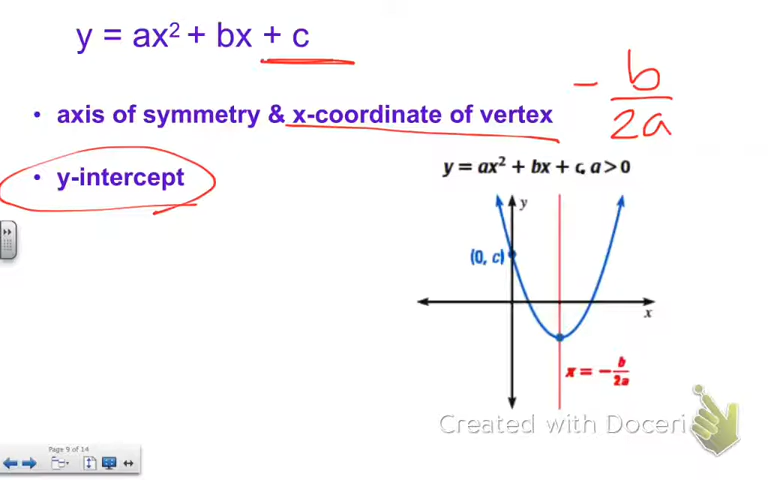 y = ax² + bx + c
• axis of symmetry & x-coordinate of vertex
- b
2a
• y-intercept
y = ax² + bx + c, a > 0
y
(0, c)
x
x = - b
2a
Created with Doceri
Page 9 of 14